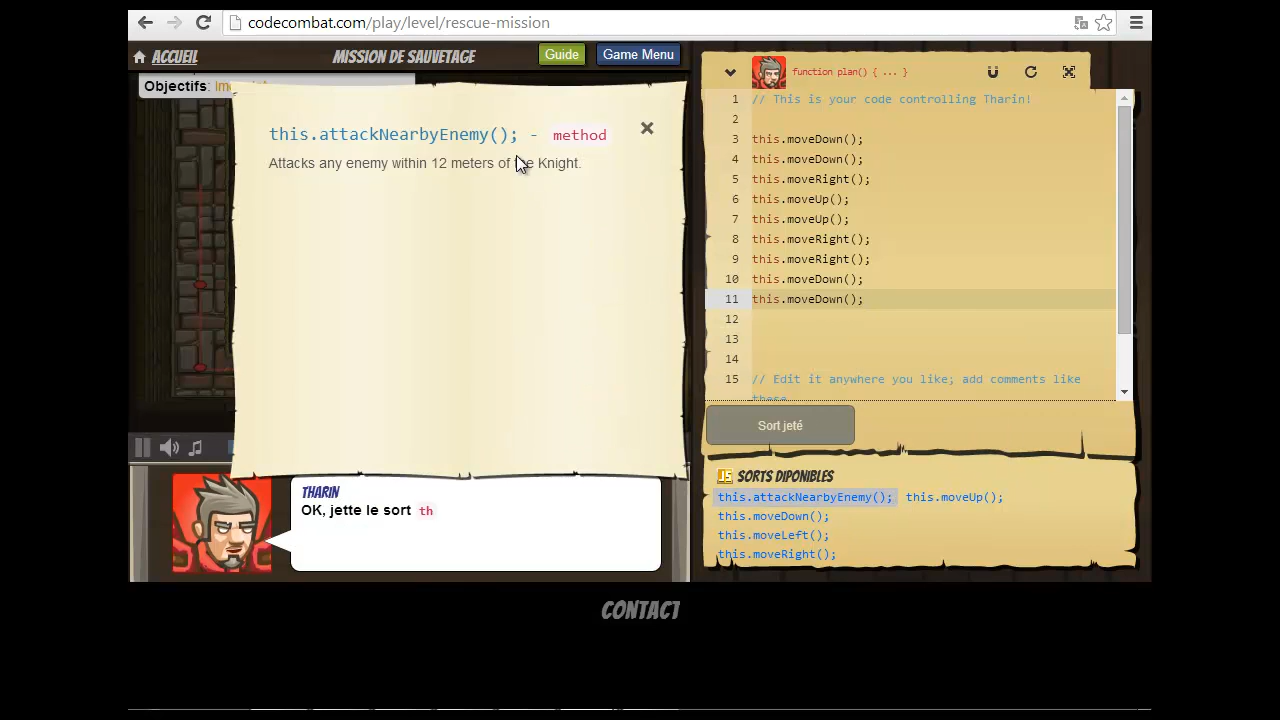 codecombat.com/play/level/rescue-mission
ACCUEIL
MISSION DE SAUVETAGE
Guide
Game Menu
function plan() { ... }
Objectifs:
this.attackNearbyEnemy(); - method
Attacks any enemy within 12 meters of the Knight.
1 // This is your code controlling Tharin!
2
3 this.moveDown();
4 this.moveDown();
5 this.moveRight();
6 this.moveUp();
7 this.moveUp();
8 this.moveRight();
9 this.moveRight();
10 this.moveDown();
11 this.moveDown();
12
13
14
15 // Edit it anywhere you like; add comments like
these
Sort jeté
JS SORTS DIPONIBLES
this.attackNearbyEnemy(); this.moveUp();
this.moveDown();
this.moveLeft();
this.moveRight();
THARIN
OK, jette le sort th
CONTACT